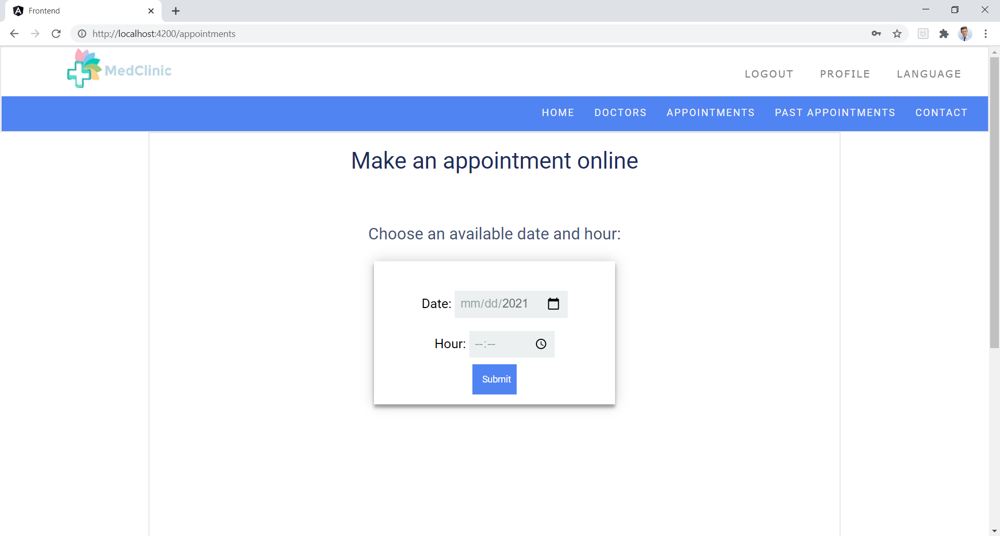 Frontend
http://localhost:4200/appointments
MedClinic
LOGOUT PROFILE LANGUAGE
HOME DOCTORS APPOINTMENTS PAST APPOINTMENTS CONTACT
Make an appointment online
Choose an available date and hour:
Date: mm/dd/2021
Hour: --:--
Submit